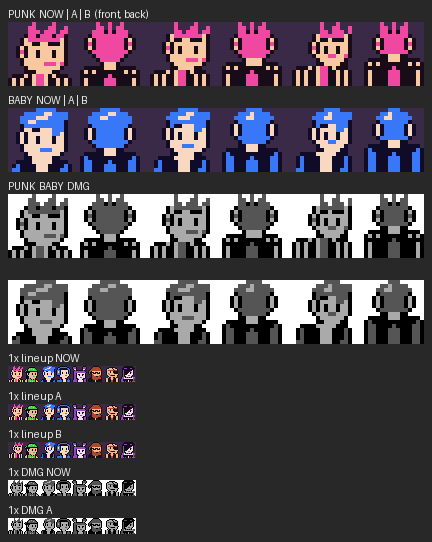 PUNK NOW | A | B (front, back)
BABY NOW | A | B
PUNK BABY DMG
1x lineup NOW
1x lineup A
1x lineup B
1x DMG NOW
1x DMG A